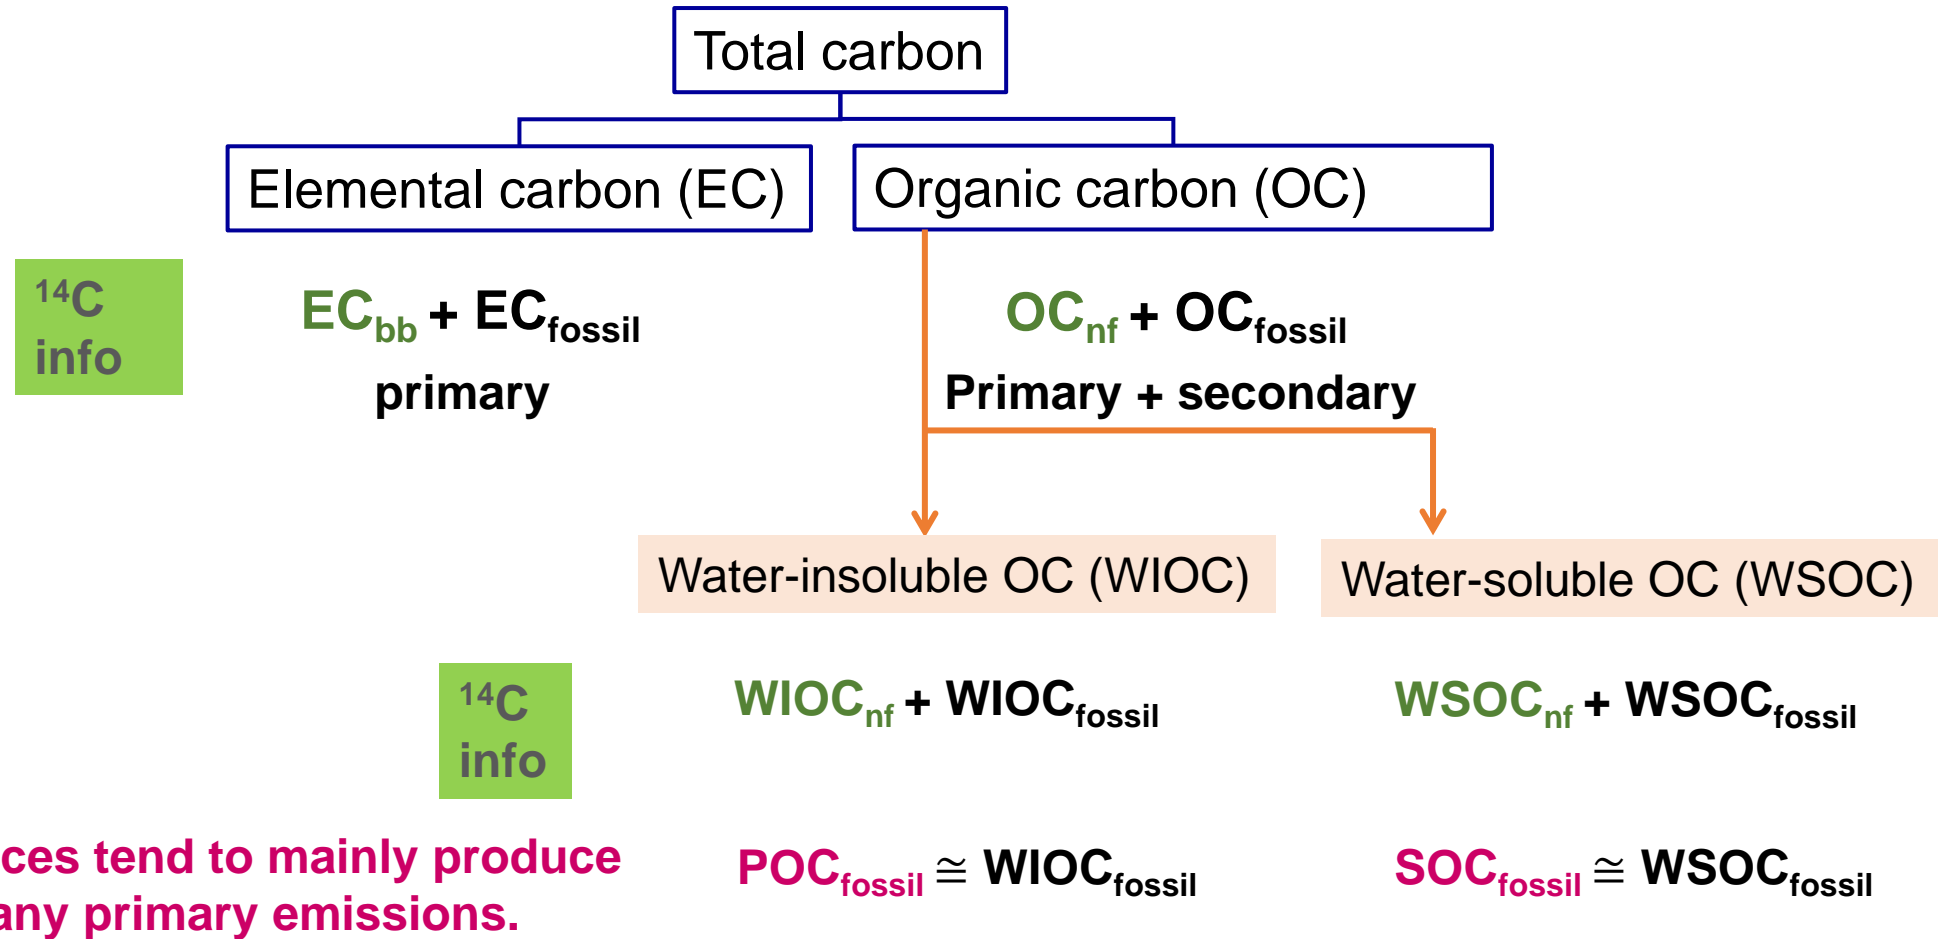 Total carbon
Elemental carbon (EC)
Organic carbon (OC)
14C
info
ECbb + ECfossil
OCnf + OCfossil
primary
Primary + secondary
Water-insoluble OC (WIOC)
Water-soluble OC (WSOC)
14C
info
WIOCnf + WIOCfossil
WSOCnf + WSOCfossil
tend to mainly produce
any primary emissions.
POCfossil ≅ WIOCfossil
SOCfossil ≅ WSOCfossil